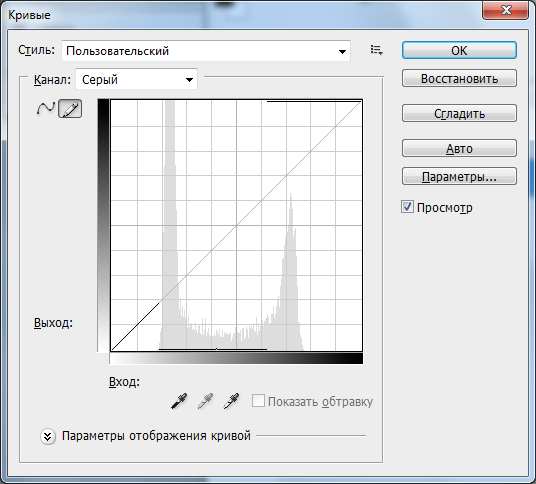 Кривые
Стиль: Пользовательский
OK
Канал: Серый
Восстановить
Сгладить
Авто
Параметры...
Просмотр
Выход:
Вход:
Показать обтравку
Параметры отображения кривой